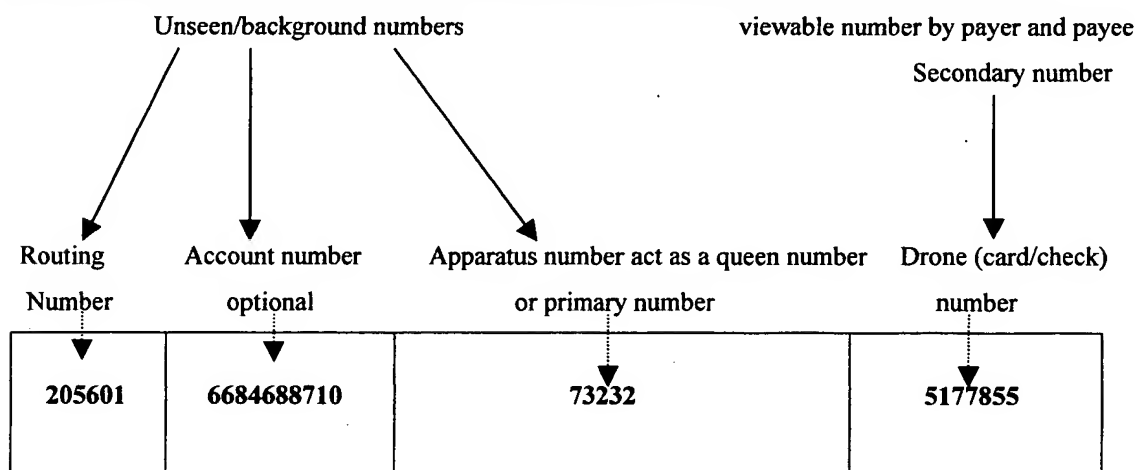 Unseen/background numbers viewable number by payer and payee
Secondary number
Routing Account number Apparatus number act as a queen number Drone (card/check)
Number optional or primary number number
205601 6684688710 73232 5177855